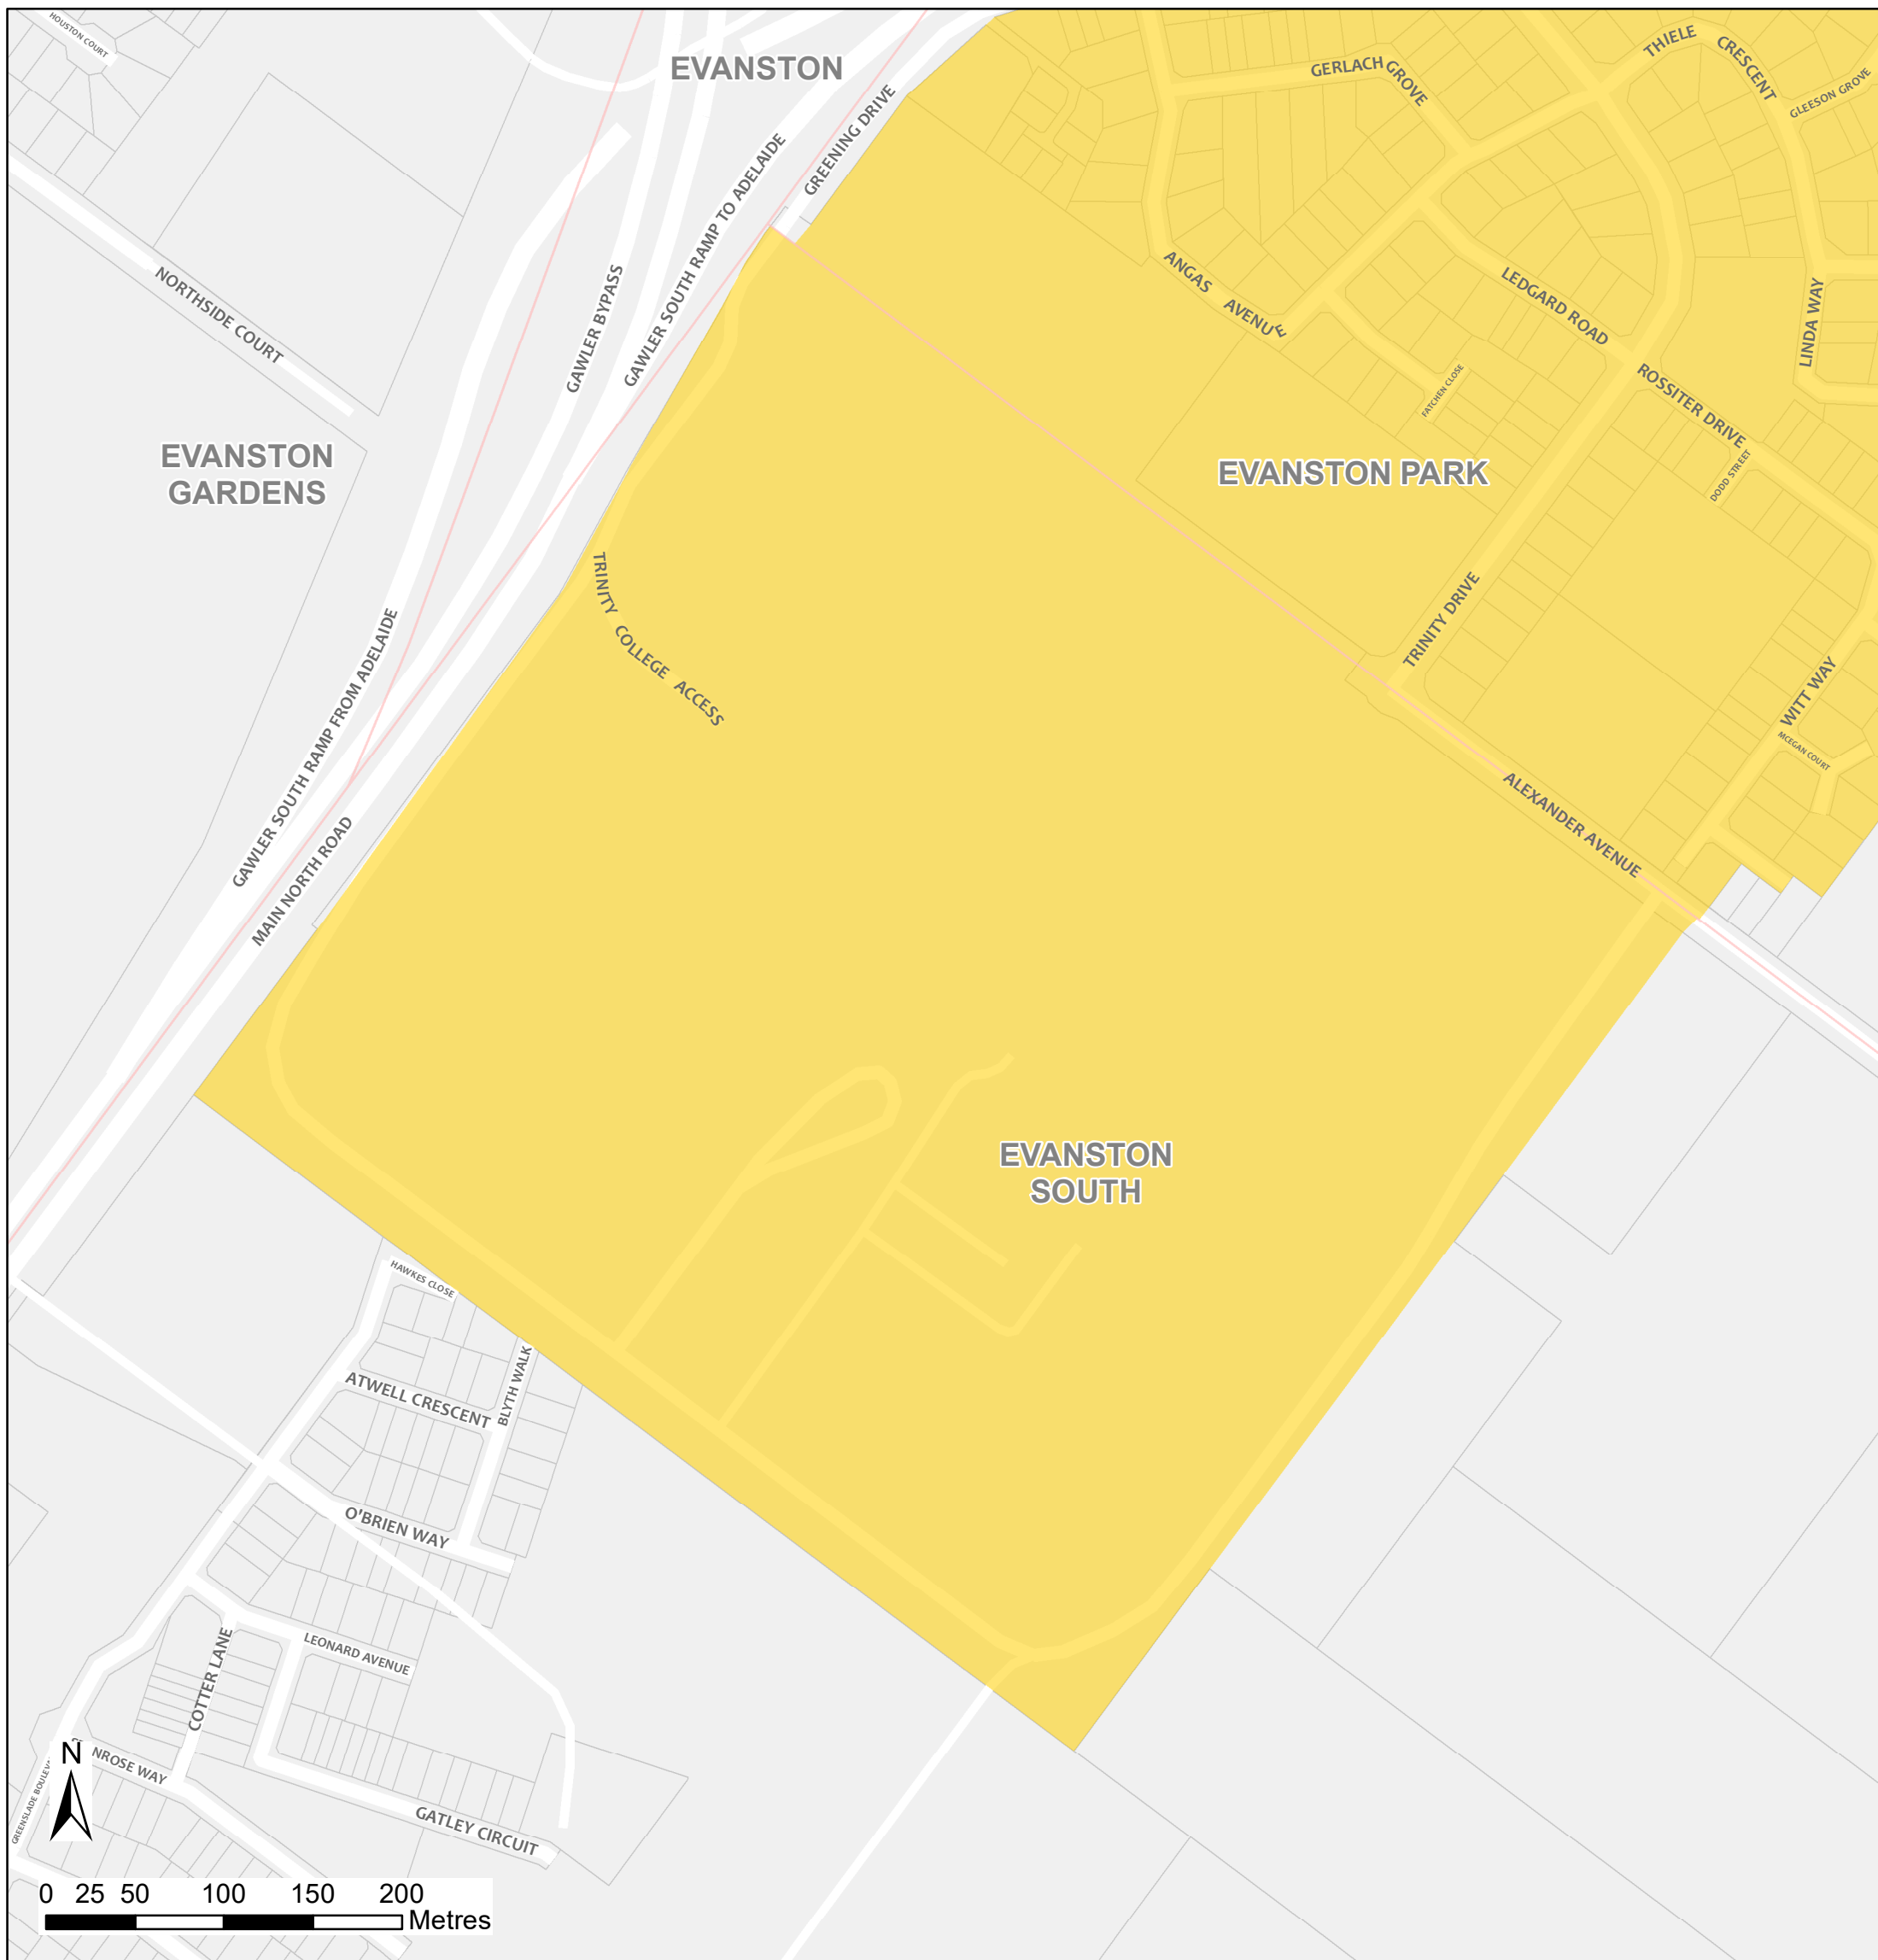 HOUSTON COURT
EVANSTON
GERLACH GROVE
THIELE CRESCENT
GLEESON GROVE
GREENING DRIVE
GAWLER SOUTH RAMP TO ADELAIDE
GAWLER BYPASS
NORTHSIDE COURT
ANGAS AVENUE
LEDGARD ROAD
LINDA WAY
ROSSITER DRIVE
FATCHEN CLOSE
DODD STREET
EVANSTON
GARDENS
EVANSTON PARK
TRINITY COLLEGE ACCESS
TRINITY DRIVE
WITT WAY
MCEGAN COURT
ALEXANDER AVENUE
GAWLER SOUTH RAMP FROM ADELAIDE
MAIN NORTH ROAD
EVANSTON
SOUTH
HAWKES CLOSE
ATWELL CRESCENT
BLYTH WALK
O'BRIEN WAY
LEONARD AVENUE
COTTER LANE
NROSE WAY
GREENSLADE BOULEV
GATLEY CIRCUIT
N
0 25 50 100 150 200
Metres